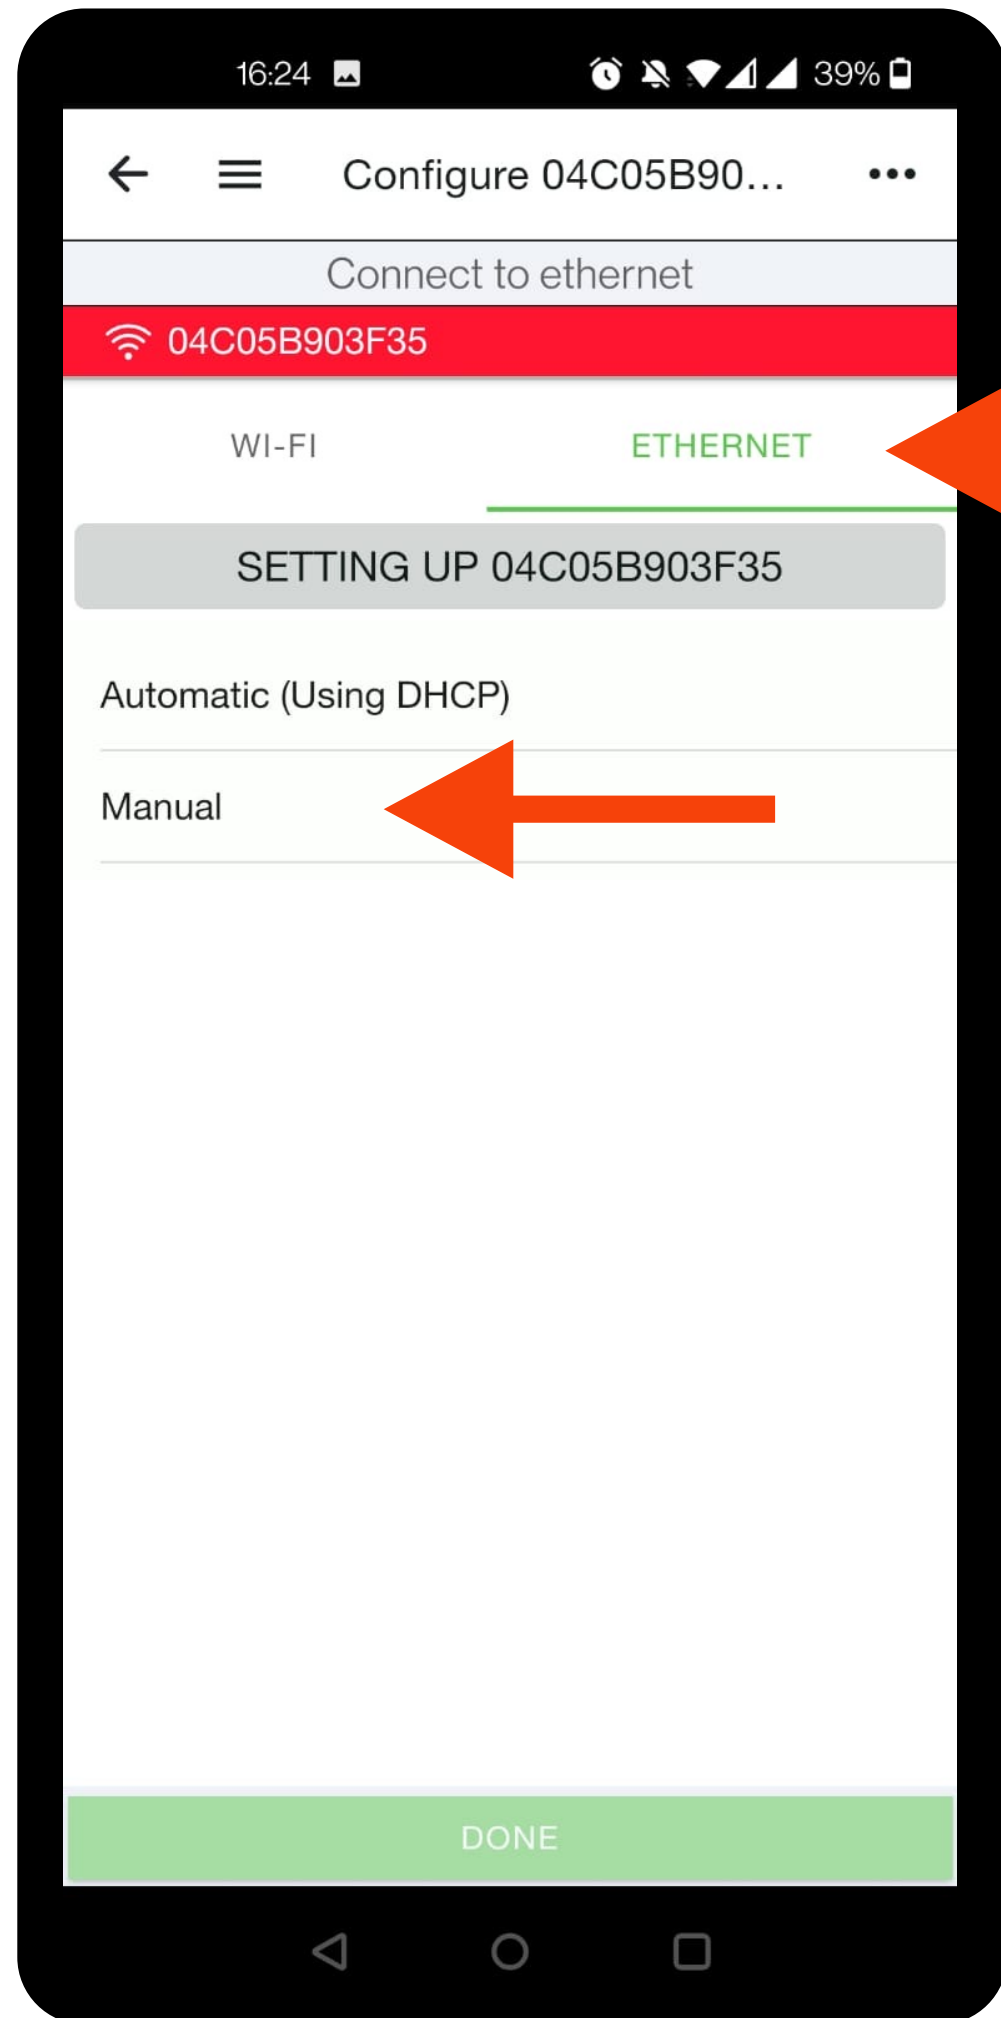 16:24
39%
Configure 04C05B90...
Connect to ethernet
04C05B903F35
WI-FI
ETHERNET
SETTING UP 04C05B903F35
Automatic (Using DHCP)
Manual
DONE